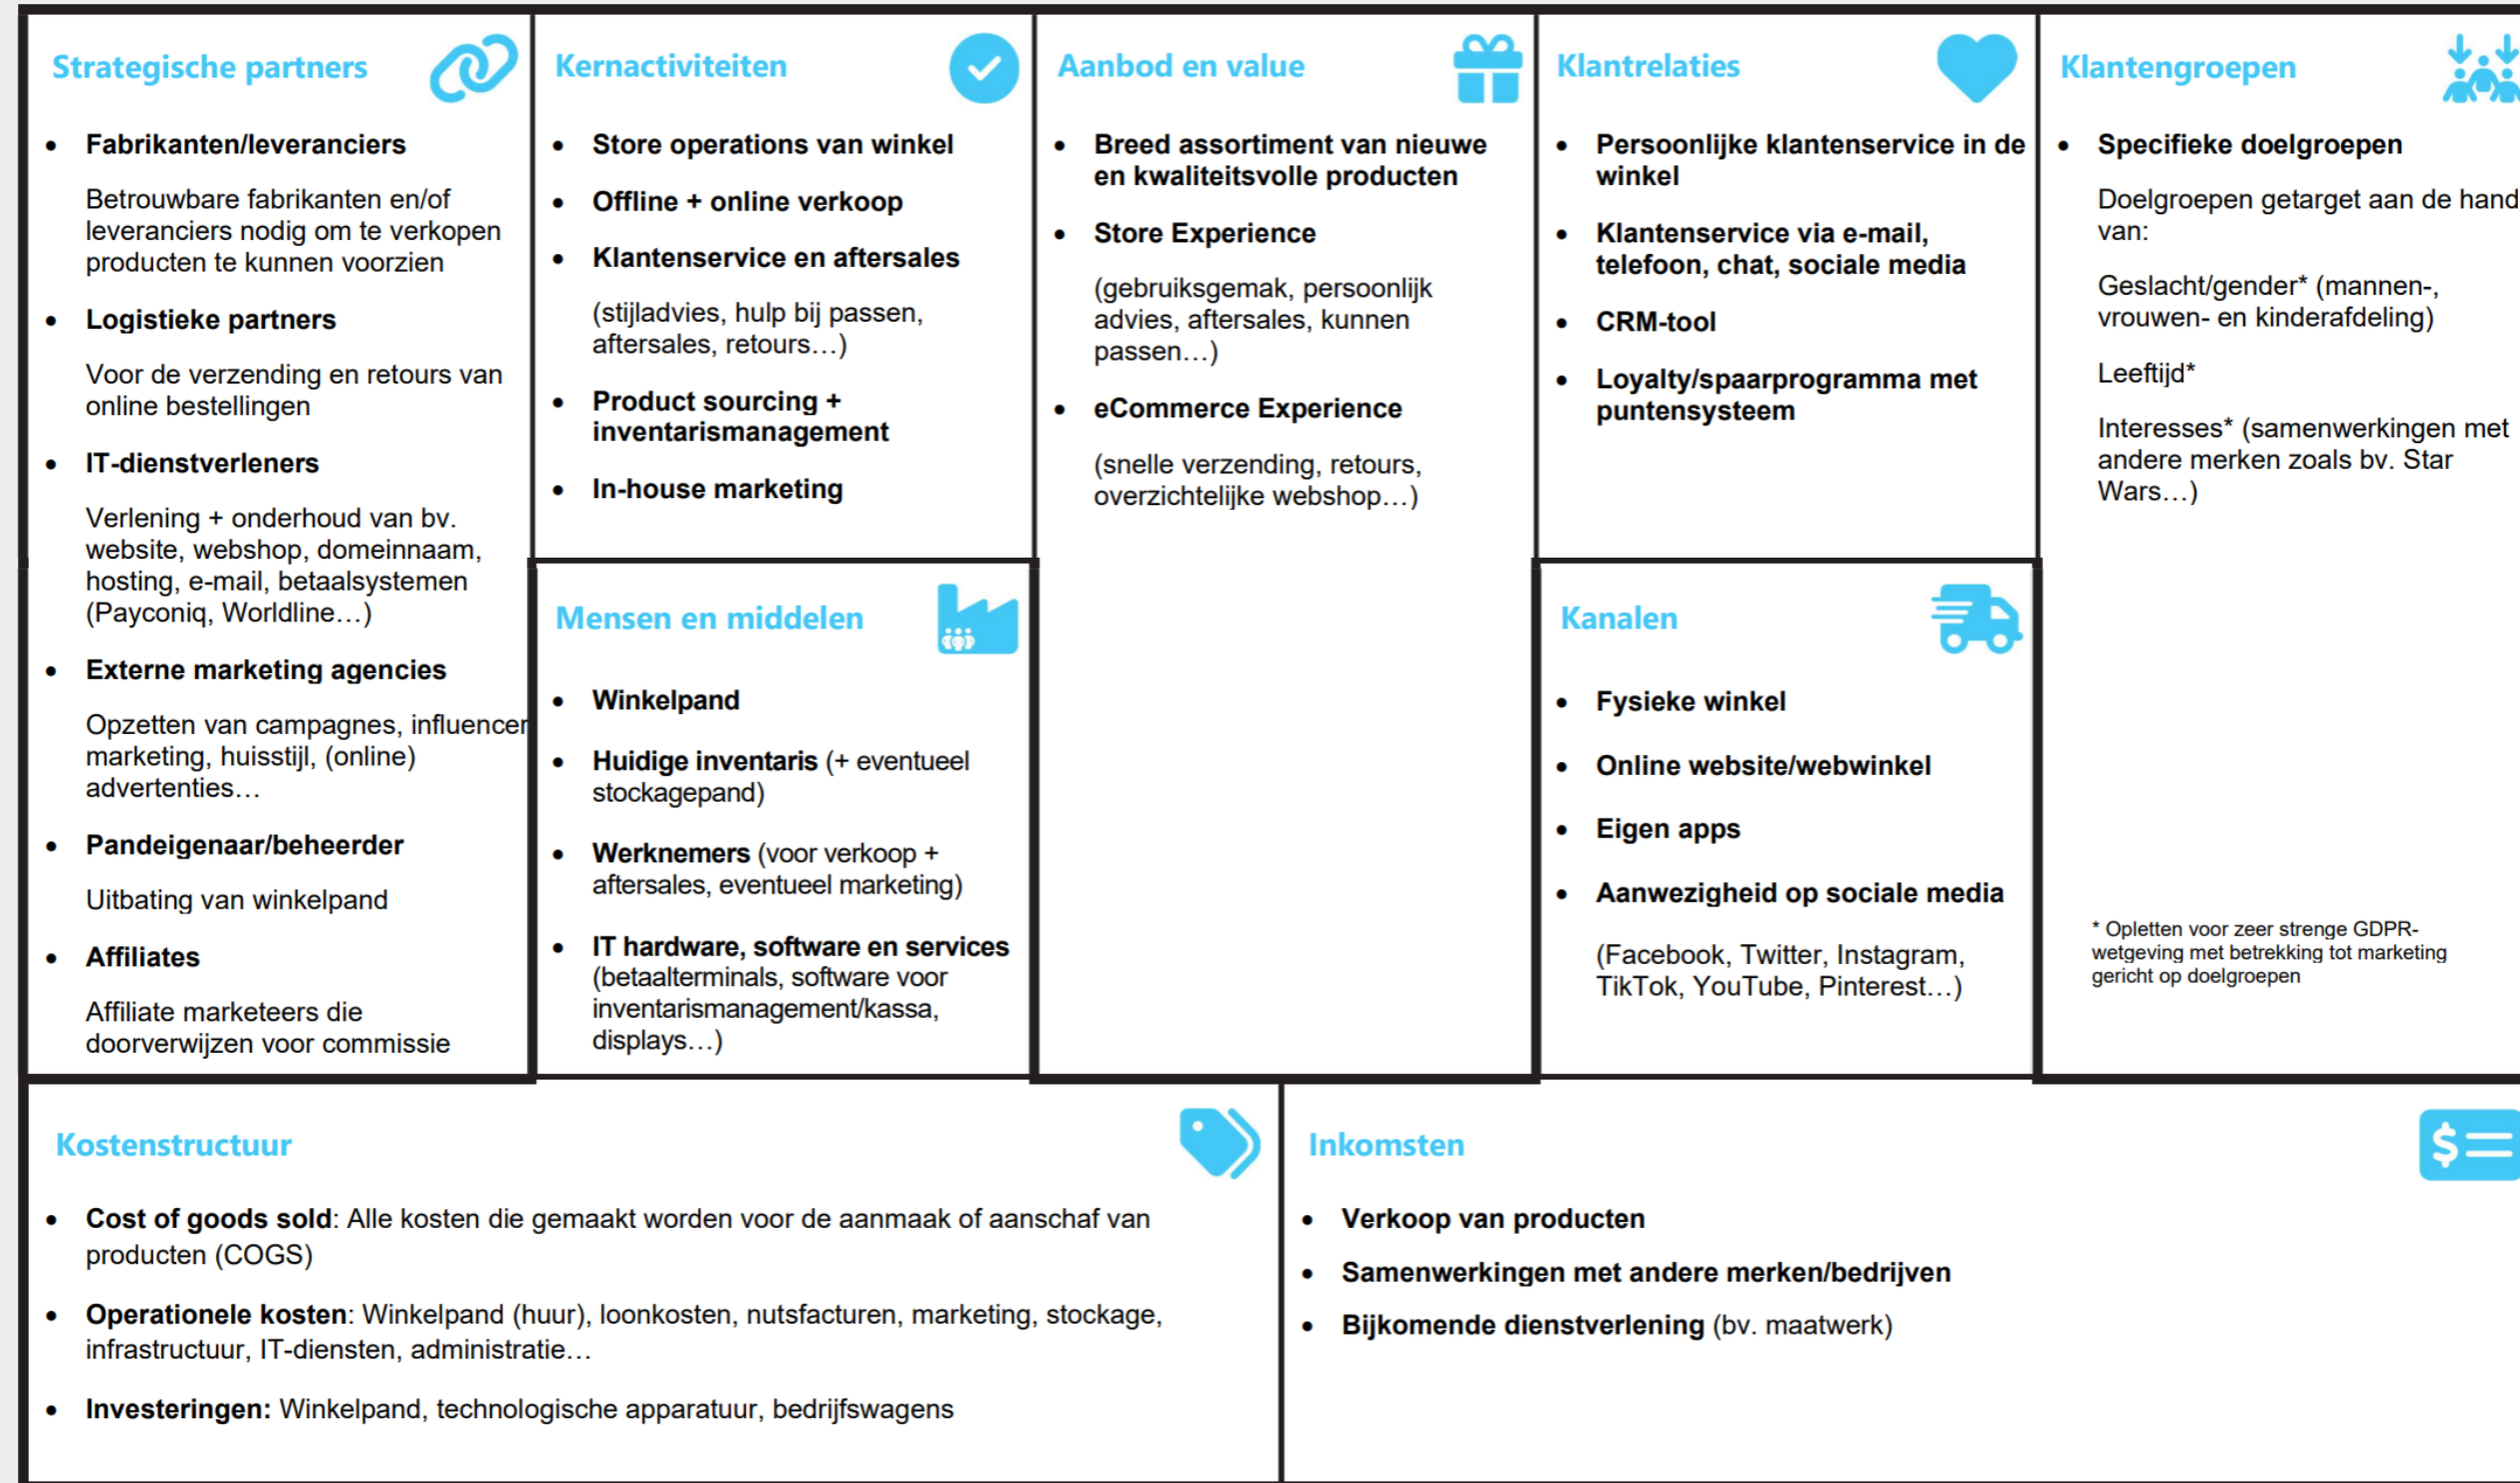 Strategische partners
• Fabrikanten/leveranciers
Betrouwbare fabrikanten en/of
leveranciers nodig om te verkopen
producten te kunnen voorzien
• Logistieke partners
Voor de verzending en retours van
online bestellingen
• IT-dienstverleners
Verlening + onderhoud van bv.
website, webshop, domeinnaam,
hosting, e-mail, betaalsystemen
(Payconiq, Worldline…)
• Externe marketing agencies
Opzetten van campagnes, influencer
marketing, huisstijl, (online)
advertenties…
• Pandeigenaar/beheerder
Uitbating van winkelpand
• Affiliates
Affiliate marketeers die
doorverwijzen voor commissie
Kernactiviteiten
• Store operations van winkel
• Offline + online verkoop
• Klantenservice en aftersales
(stijladvies, hulp bij passen,
aftersales, retours…)
• Product sourcing +
inventarismanagement
• In-house marketing
Mensen en middelen
• Winkelpand
• Huidige inventaris (+ eventueel
stockagepand)
• Werknemers (voor verkoop +
aftersales, eventueel marketing)
• IT hardware, software en services
(betaalterminals, software voor
inventarismanagement/kassa,
displays…)
Aanbod en value
• Breed assortiment van nieuwe
en kwaliteitsvolle producten
• Store Experience
(gebruiksgemak, persoonlijk
advies, aftersales, kunnen
passen…)
• eCommerce Experience
(snelle verzending, retours,
overzichtelijke webshop…)
Klantrelaties
• Persoonlijke klantenservice in de
winkel
• Klantenservice via e-mail,
telefoon, chat, sociale media
• CRM-tool
• Loyalty/spaarprogramma met
puntensysteem
Kanalen
• Fysieke winkel
• Online website/webwinkel
• Eigen apps
• Aanwezigheid op sociale media
(Facebook, Twitter, Instagram,
TikTok, YouTube, Pinterest…)
Klantengroepen
• Specifieke doelgroepen
Doelgroepen getarget aan de hand
van:
Geslacht/gender* (mannen-,
vrouwen- en kinderafdeling)
Leeftijd*
Interesses* (samenwerkingen met
andere merken zoals bv. Star
Wars…)
* Opletten voor zeer strenge GDPR-
wetgeving met betrekking tot marketing
gericht op doelgroepen
Kostenstructuur
• Cost of goods sold: Alle kosten die gemaakt worden voor de aanmaak of aanschaf van
producten (COGS)
• Operationele kosten: Winkelpand (huur), loonkosten, nutsfacturen, marketing, stockage,
infrastructuur, IT-diensten, administratie…
• Investeringen: Winkelpand, technologische apparatuur, bedrijfswagens
Inkomsten
$
• Verkoop van producten
• Samenwerkingen met andere merken/bedrijven
• Bijkomende dienstverlening (bv. maatwerk)